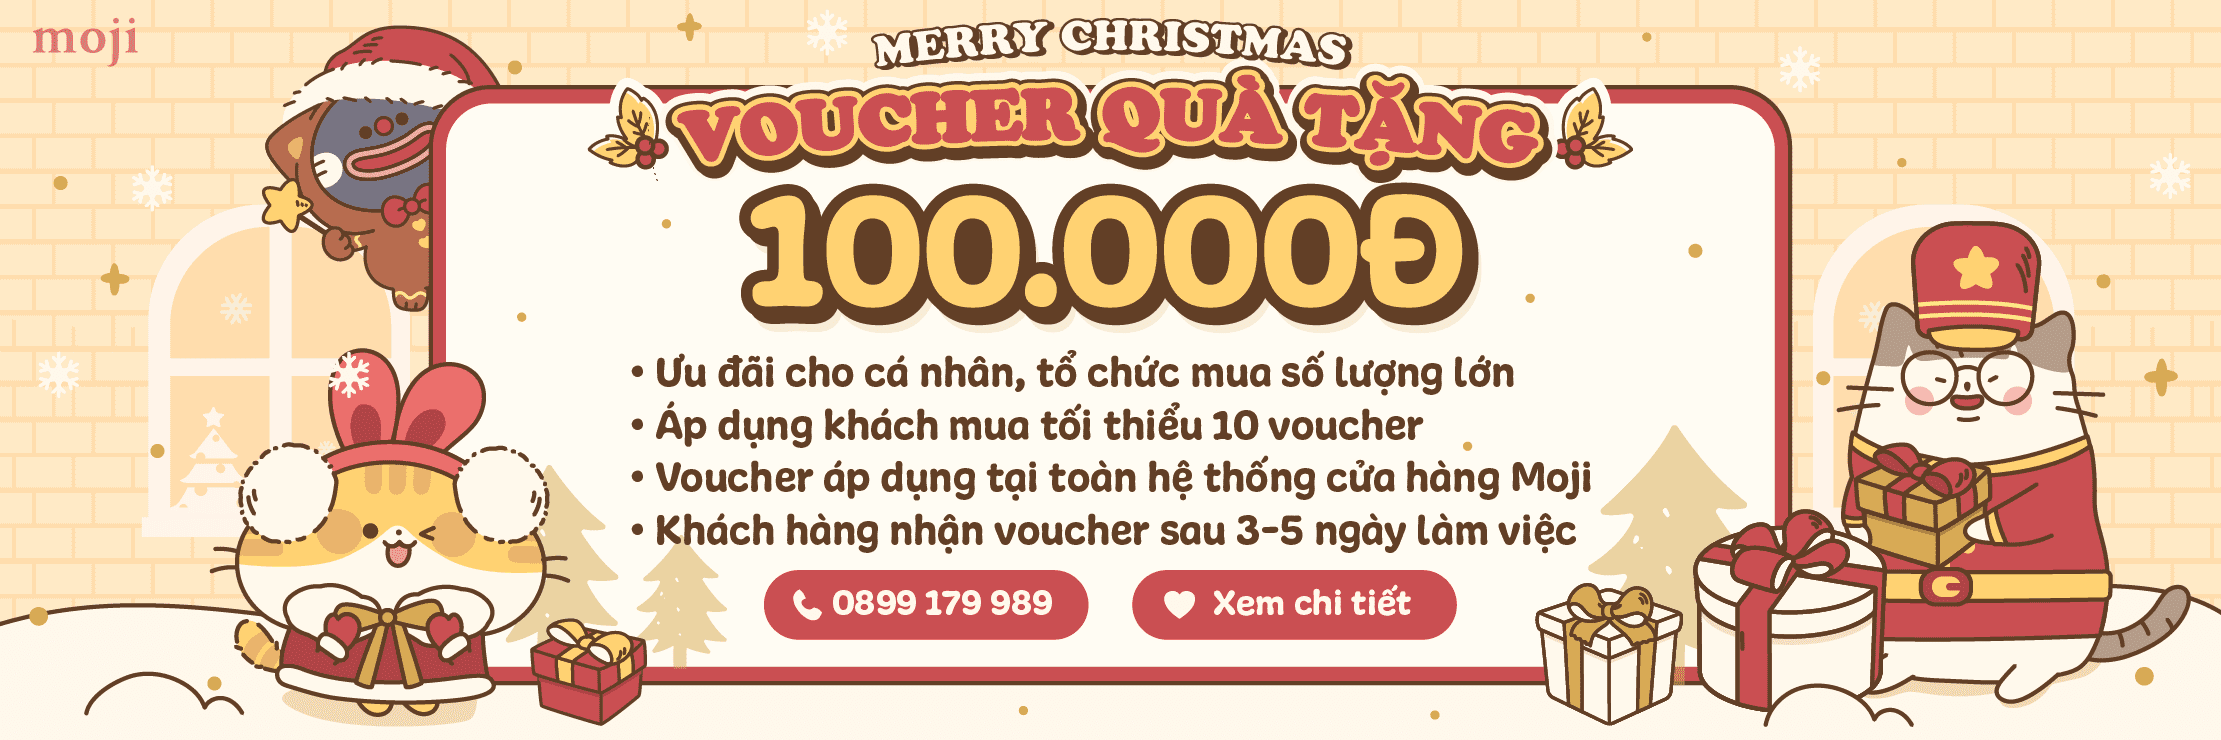 moji
MERRY CHRISTMAS
VOUCHER QUÀ TẶNG
100.000Đ
• Ưu đãi cho cá nhân, tổ chức mua số lượng lớn
• Áp dụng khách mua tối thiểu 10 voucher
• Voucher áp dụng tại toàn hệ thống cửa hàng Moji
• Khách hàng nhận voucher sau 3-5 ngày làm việc
0899 179 989
Xem chi tiết